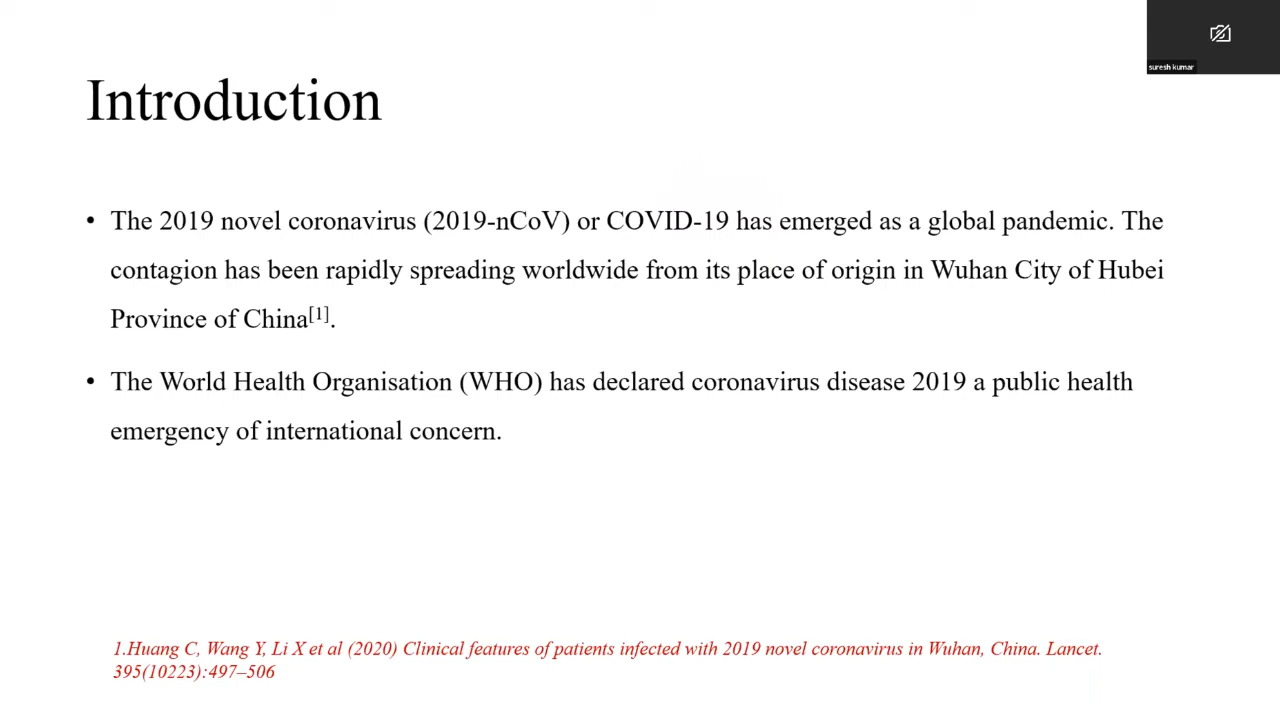 suresh kumar
Introduction
• The 2019 novel coronavirus (2019-nCoV) or COVID-19 has emerged as a global pandemic. The
contagion has been rapidly spreading worldwide from its place of origin in Wuhan City of Hubei
Province of China[1].
• The World Health Organisation (WHO) has declared coronavirus disease 2019 a public health
emergency of international concern.
1.Huang C, Wang Y, Li X et al (2020) Clinical features of patients infected with 2019 novel coronavirus in Wuhan, China. Lancet.
395(10223):497–506